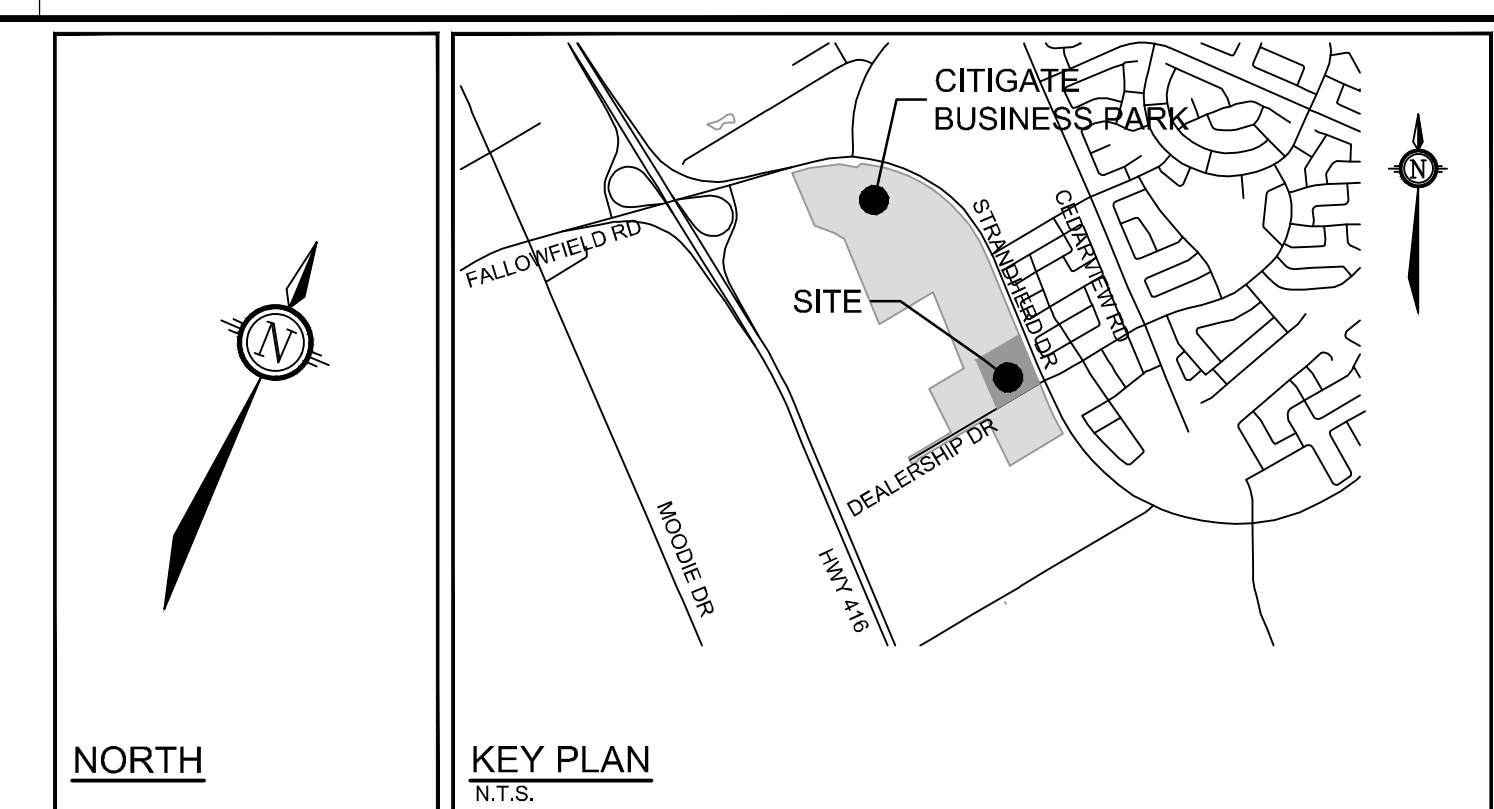 N
NORTH
CITIGATE
BUSINESS PARK
N
STRANDHERD DR
CEDARVIEW RD
FALLOWFIELD RD
SITE
DEALERSHIP DR
MOODIE DR
HWY 416
KEY PLAN
N.T.S.